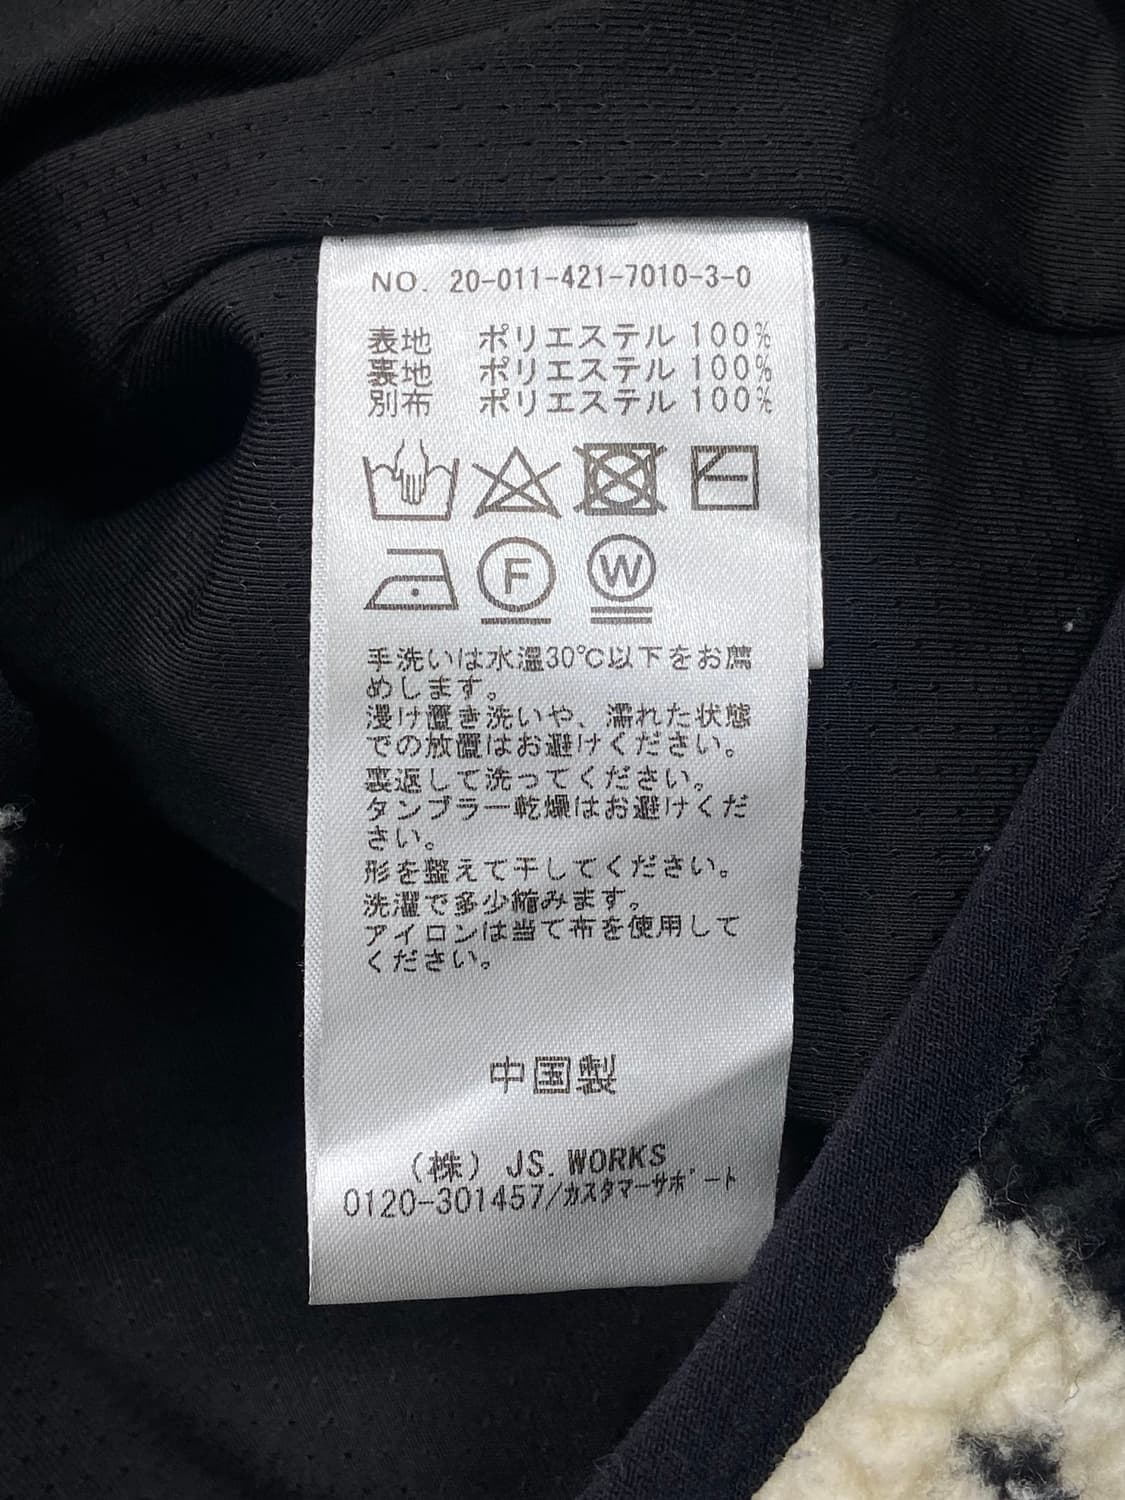 NO. 20-011-421-7010-3-0
表地 ポリエステル 100%
裏地 ポリエステル 100%
別布 ポリエステル 100%
F W
手洗いは水温30℃以下をお薦
めします。
浸け置き洗いや、濡れた状態
での放置はお避けください。
裏返して洗ってください。
タンブラー乾燥はお避けくだ
さい。
形を整えて干してください。
洗濯で多少縮みます。
アイロンは当て布を使用して
ください。
中国製
(株) JS. WORKS
0120-301457/カスタマーサポート